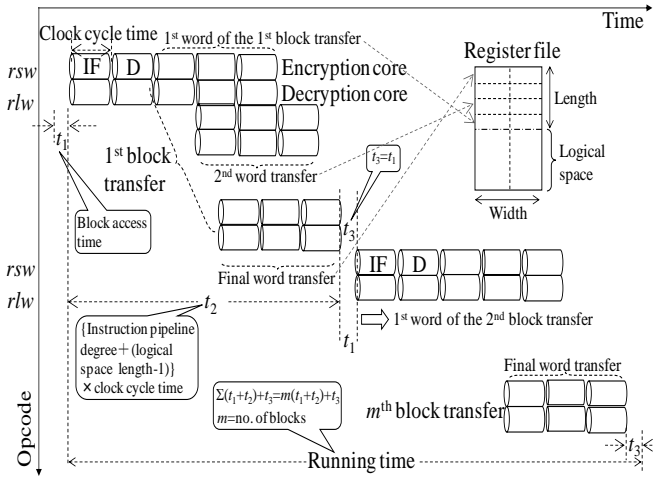 Time
Clock cycle time
1st word of the 1st block transfer
Register file
rsw
IF
D
Encryption core
rlw
Decryption core
Length
t1
1st block
transfer
t3=t1
Logical
space
2nd word transfer
Width
Block access
time
t3
rsw
IF
D
Final word transfer
rlw
t2
t1
1st word of the 2nd block transfer
{Instruction pipeline
degree+(logical
space length-1)}
×clock cycle time
Final word transfer
Σ(t1+t2)+t3=m(t1+t2)+t3
m=no. of blocks
mth block transfer
Opcode
t3
Running time